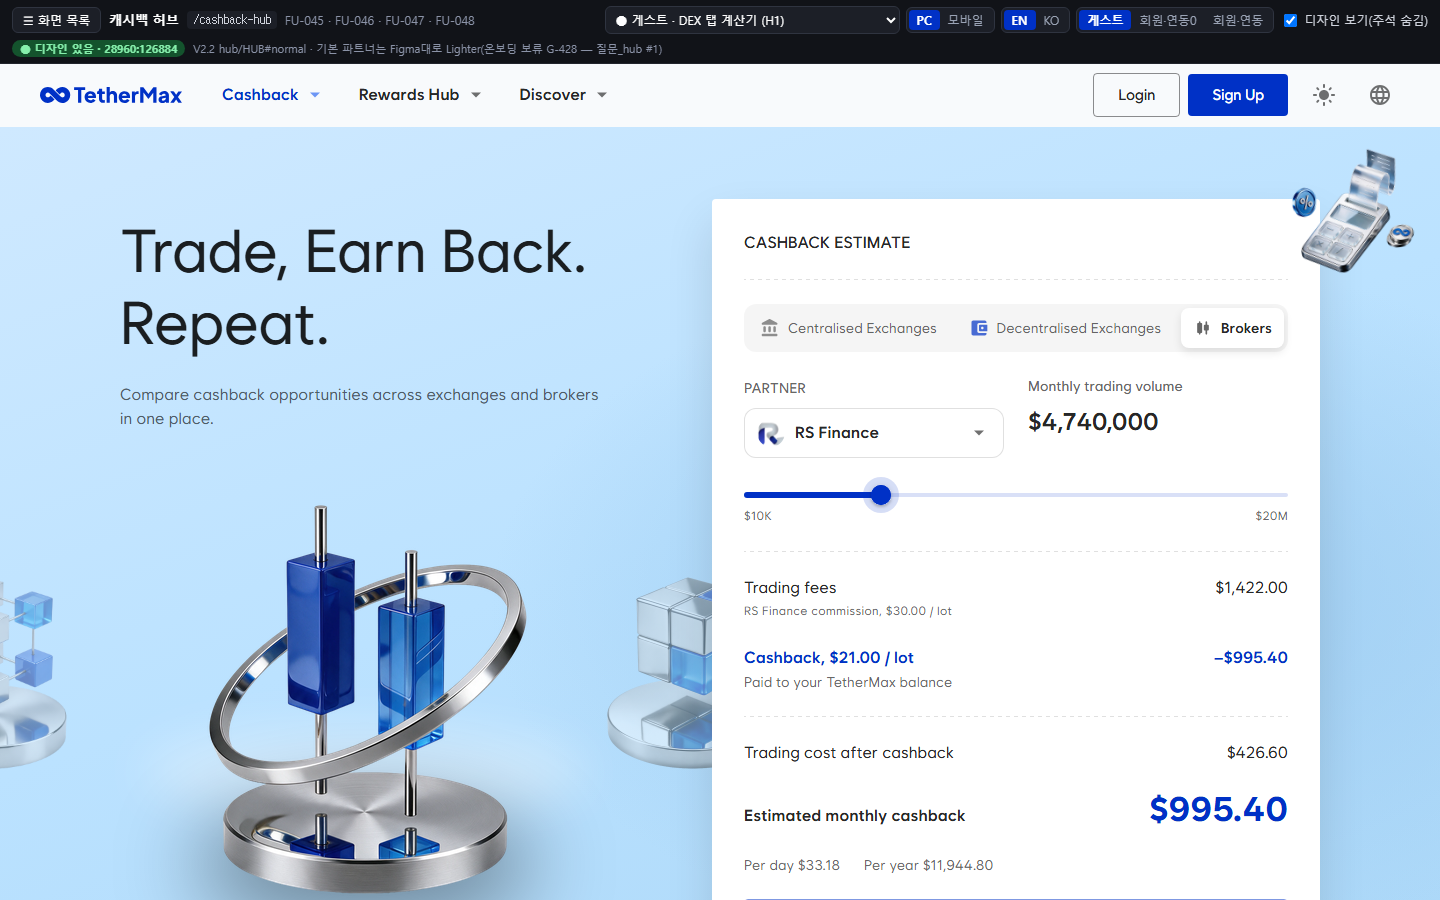 ☰ 화면 목록 캐시백 허브 /cashback-hub FU-045 · FU-046 · FU-047 · FU-048 ● 게스트 · DEX 탭 계산기 (H1) PC 모바일 EN KO 게스트 회원·연동0 회원·연동 디자인 보기(주석 숨김)
● 디자인 있음 · 28960:126884 V2.2 hub/HUB#normal · 기본 파트너는 Figma대로 Lighter(온보딩 보류 G-428 — 질문_hub #1)
TetherMax Cashback Rewards Hub Discover Login Sign Up
Trade, Earn Back.
Repeat.
Compare cashback opportunities across exchanges and brokers
in one place.
CASHBACK ESTIMATE
Centralised Exchanges Decentralised Exchanges Brokers
PARTNER Monthly trading volume
RS Finance $4,740,000
$10K $20M
Trading fees $1,422.00
RS Finance commission, $30.00 / lot
Cashback, $21.00 / lot –$995.40
Paid to your TetherMax balance
Trading cost after cashback $426.60
Estimated monthly cashback $995.40
Per day $33.18 Per year $11,944.80